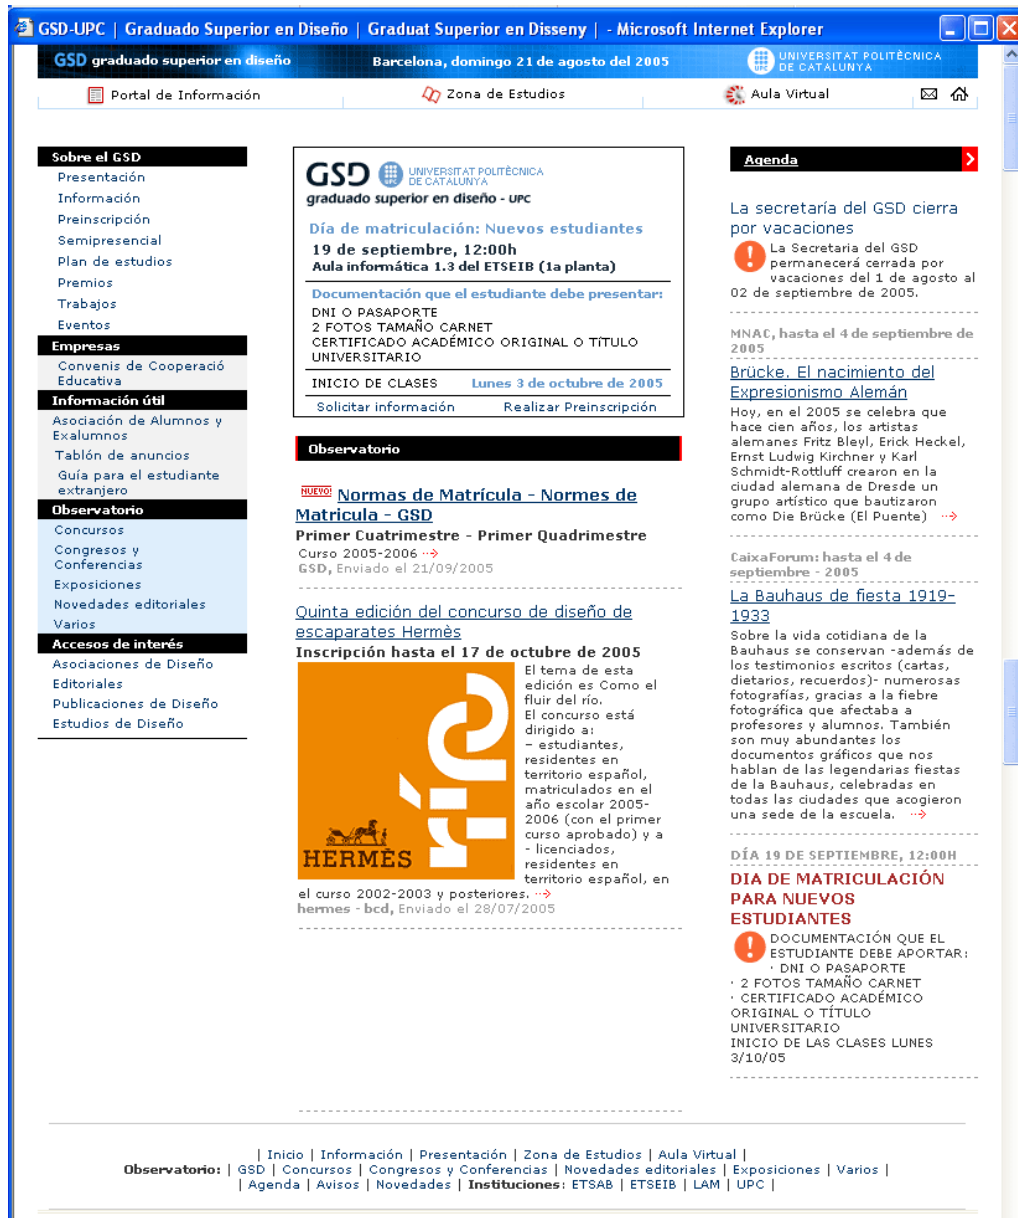 GSD-UPC | Graduado Superior en Diseño | Graduat Superior en Disseny | - Microsoft Internet Explorer
GSD graduado superior en diseño
Barcelona, domingo 21 de agosto del 2005
UPC
UNIVERSITAT POLITÈCNICA
DE CATALUNYA
Portal de Información
Zona de Estudios
Aula Virtual
Sobre el GSD
Presentación
Información
Preinscripción
Semipresencial
Plan de estudios
Premios
Trabajos
Eventos
Empresas
Convenis de Cooperació
Educativa
Información útil
Asociación de Alumnos y
Exalumnos
Tablón de anuncios
Guía para el estudiante
extranjero
Observatorio
Concursos
Congresos y
Conferencias
Exposiciones
Novedades editoriales
Varios
Accesos de interés
Asociaciones de Diseño
Editoriales
Publicaciones de Diseño
Estudios de Diseño
GSD
UPC
UNIVERSITAT POLITÈCNICA
DE CATALUNYA
graduado superior en diseño - UPC
Día de matriculación: Nuevos estudiantes
19 de septiembre, 12:00h
Aula informática 1.3 del ETSEIB (1a planta)
Documentación que el estudiante debe presentar:
DNI O PASAPORTE
2 FOTOS TAMAÑO CARNET
CERTIFICADO ACADÉMICO ORIGINAL O TíTULO
UNIVERSITARIO
INICIO DE CLASES Lunes 3 de octubre de 2005
Solicitar información Realizar Preinscripción
Observatorio
NUEVO! Normas de Matrícula - Normes de
Matricula - GSD
Primer Cuatrimestre - Primer Quadrimestre
Curso 2005-2006
GSD, Enviado el 21/09/2005
Quinta edición del concurso de diseño de
escaparates Hermès
Inscripción hasta el 17 de octubre de 2005
río
HERMÈS
El tema de esta
edición es Como el
fluir del río.
El concurso está
dirigido a:
– estudiantes,
residentes en
territorio español,
matriculados en el
año escolar 2005-
2006 (con el primer
curso aprobado) y a
- licenciados,
residentes en
territorio español, en
el curso 2002-2003 y posteriores.
hermes - bcd, Enviado el 28/07/2005
Agenda
La secretaría del GSD cierra
por vacaciones
La Secretaria del GSD
permanecerá cerrada por
vacaciones del 1 de agosto al
02 de septiembre de 2005.
MNAC, hasta el 4 de septiembre de
2005
Brücke. El nacimiento del
Expresionismo Alemán
Hoy, en el 2005 se celebra que
hace cien años, los artistas
alemanes Fritz Bleyl, Erick Heckel,
Ernst Ludwig Kirchner y Karl
Schmidt-Rottluff crearon en la
ciudad alemana de Dresde un
grupo artístico que bautizaron
como Die Brücke (El Puente)
CaixaForum: hasta el 4 de
septiembre - 2005
La Bauhaus de fiesta 1919-
1933
Sobre la vida cotidiana de la
Bauhaus se conservan -además de
los testimonios escritos (cartas,
dietarios, recuerdos)- numerosas
fotografías, gracias a la fiebre
fotográfica que afectaba a
profesores y alumnos. También
son muy abundantes los
documentos gráficos que nos
hablan de las legendarias fiestas
de la Bauhaus, celebradas en
todas las ciudades que acogieron
una sede de la escuela.
DÍA 19 DE SEPTIEMBRE, 12:00H
DIA DE MATRICULACIÓN
PARA NUEVOS
ESTUDIANTES
DOCUMENTACIÓN QUE EL
ESTUDIANTE DEBE APORTAR:
· DNI O PASAPORTE
· 2 FOTOS TAMAÑO CARNET
· CERTIFICADO ACADÉMICO
ORIGINAL O TÍTULO
UNIVERSITARIO
INICIO DE LAS CLASES LUNES
3/10/05
| Inicio | Información | Presentación | Zona de Estudios | Aula Virtual |
Observatorio: | GSD | Concursos | Congresos y Conferencias | Novedades editoriales | Exposiciones | Varios |
| Agenda | Avisos | Novedades | Instituciones: ETSAB | ETSEIB | LAM | UPC |